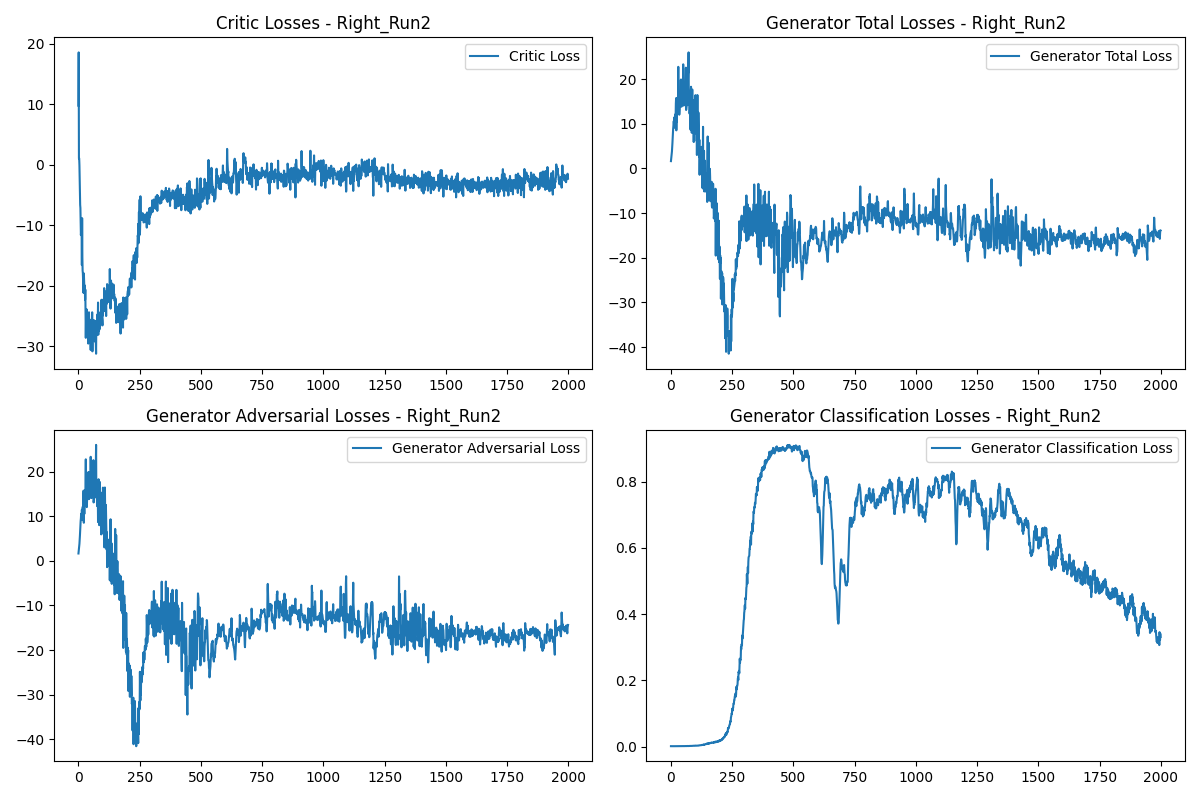 Critic Losses - Right_Run2
Critic Loss
20
10
0
−10
−20
−30
0 250 500 750 1000 1250 1500 1750 2000
Generator Total Losses - Right_Run2
Generator Total Loss
20
10
0
−10
−20
−30
−40
0 250 500 750 1000 1250 1500 1750 2000
Generator Adversarial Losses - Right_Run2
Generator Adversarial Loss
20
10
0
−10
−20
−30
−40
0 250 500 750 1000 1250 1500 1750 2000
Generator Classification Losses - Right_Run2
Generator Classification Loss
0.8
0.6
0.4
0.2
0.0
0 250 500 750 1000 1250 1500 1750 2000